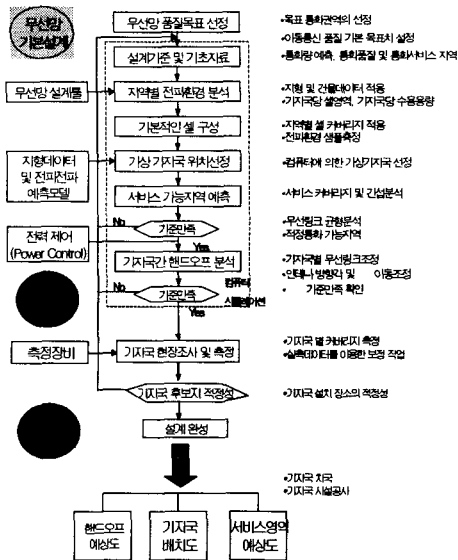 무선망
기본설계
무선망 품질목표 선정
•목표 통화권역의 선정
•이동통신 품질 기본 목표치 설정
•통화량 예측, 통화품질 및 통화서비스 지역
설계기준 및 기초자료
무선망 설계툴
지역별 전파환경 분석
•지형 및 건물데이터 적용
•기지국당 셀영역, 기지국당 수용용량
기본적인 셀 구성
•지역별 셀 커버리지 적용
•전파환경 샘플측정
지형데이터
및 전파전파
예측모델
가상 기지국 위치선정
•컴퓨터에 의한 가상기지국 선정
서비스 가능지역 예측
•서비스 커버리지 및 간섭분석
No
기준만족
•무선링크 균형분석
•적정통화 가능지역
전력 제어
(Power Control)
Yes
기지국간 핸드오프 분석
•기지국별 무선링크조정
•안테나 방향각 및 이동조정
• 기준만족 확인
컴퓨터
시뮬레이션
No
기준만족
Yes
측정장비
기지국 현장조사 및 측정
•기지국 별 커버리지 측정
•실측데이터를 이용한 보정 작업
기지국 후보지 적정성
•기지국 설치 장소의 적정성
설계 완성
•기지국 치국
•기지국 시설공사
핸드오프
예상도
기지국
배치도
서비스영역
예상도